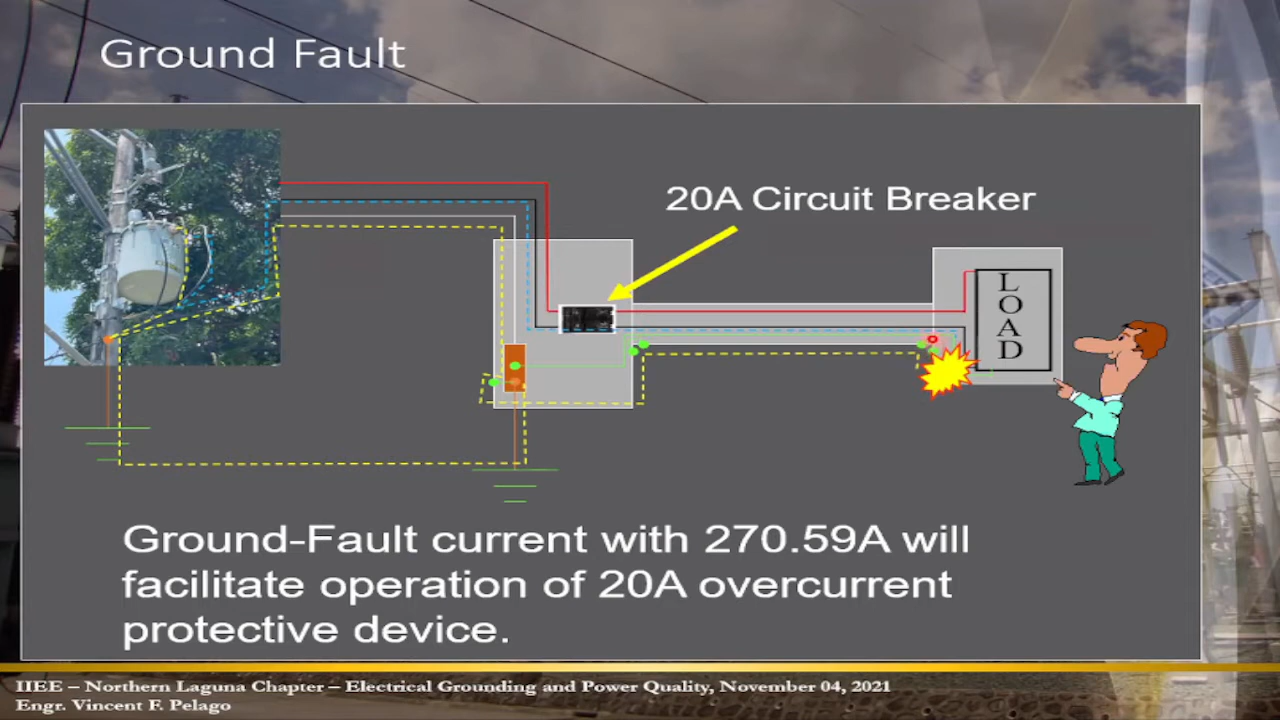 Ground Fault
20A Circuit Breaker
L
O
A
D
Ground-Fault current with 270.59A will
facilitate operation of 20A overcurrent
protective device.
IIEE – Northern Laguna Chapter – Electrical Grounding and Power Quality, November 04, 2021
Engr. Vincent F. Pelago